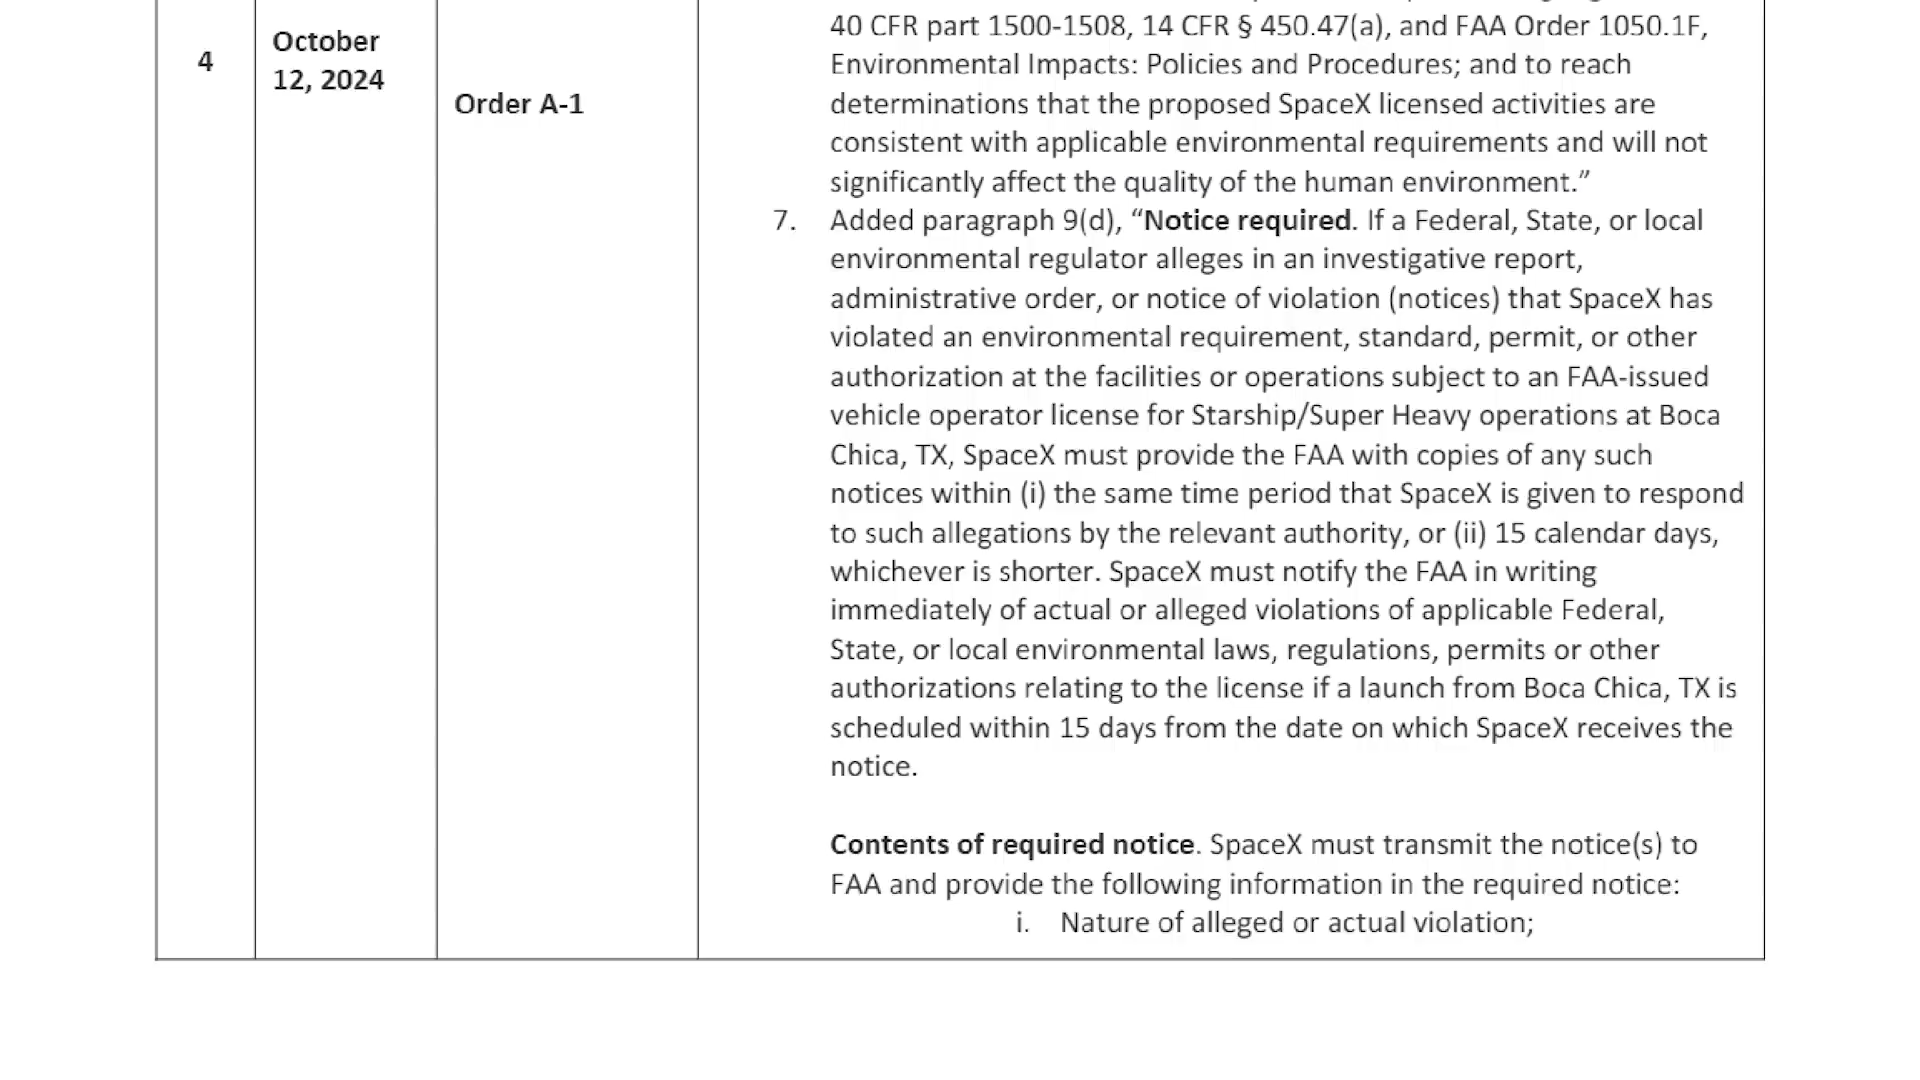 4
October
12, 2024
Order A-1
40 CFR part 1500-1508, 14 CFR § 450.47(a), and FAA Order 1050.1F,
Environmental Impacts: Policies and Procedures; and to reach
determinations that the proposed SpaceX licensed activities are
consistent with applicable environmental requirements and will not
significantly affect the quality of the human environment.”
7. Added paragraph 9(d), “Notice required. If a Federal, State, or local
environmental regulator alleges in an investigative report,
administrative order, or notice of violation (notices) that SpaceX has
violated an environmental requirement, standard, permit, or other
authorization at the facilities or operations subject to an FAA-issued
vehicle operator license for Starship/Super Heavy operations at Boca
Chica, TX, SpaceX must provide the FAA with copies of any such
notices within (i) the same time period that SpaceX is given to respond
to such allegations by the relevant authority, or (ii) 15 calendar days,
whichever is shorter. SpaceX must notify the FAA in writing
immediately of actual or alleged violations of applicable Federal,
State, or local environmental laws, regulations, permits or other
authorizations relating to the license if a launch from Boca Chica, TX is
scheduled within 15 days from the date on which SpaceX receives the
notice.
Contents of required notice. SpaceX must transmit the notice(s) to
FAA and provide the following information in the required notice:
i. Nature of alleged or actual violation;